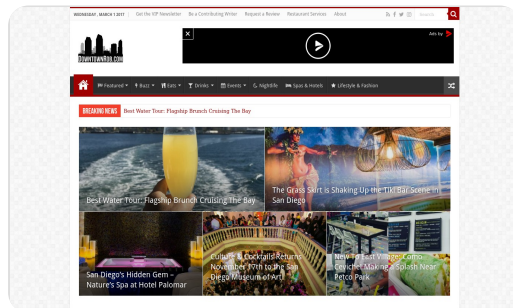 WEDNESDAY, MARCH 1 2017
Get the VIP Newsletter Be a Contributing Writer Request a Review Restaurant Services About
Search
Ads by
DOWNTOWNROB.COM
Featured Buzz Eats Drinks Events Nightlife Spas & Hotels Lifestyle & Fashion
BREAKING NEWS Best Water Tour: Flagship Brunch Cruising The Bay
Best Water Tour: Flagship Brunch Cruising The Bay
The Grass Skirt is Shaking Up the Tiki Bar Scene in
San Diego
San Diego's Hidden Gem –
Nature's Spa at Hotel Palomar
Culture & Cocktails Returns
November 17th to the San
Diego Museum of Art!
New To East Village: Como
Ceviche! Making a Splash Near
Petco Park